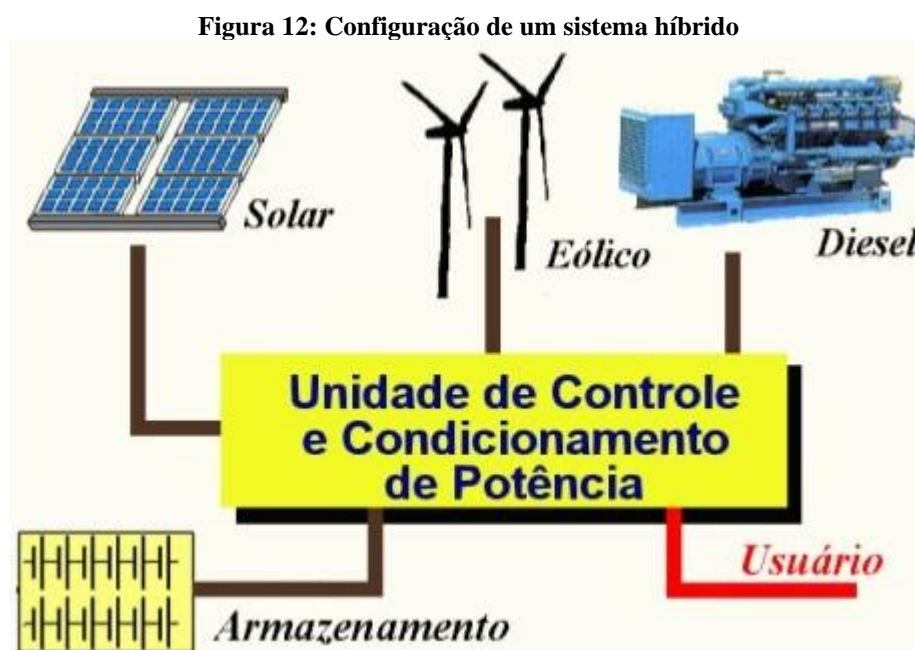 Figura 12: Configuração de um sistema híbrido
Solar
Eólico
Diesel
Unidade de Controle
e Condicionamento
de Potência
Usuário
Armazenamento